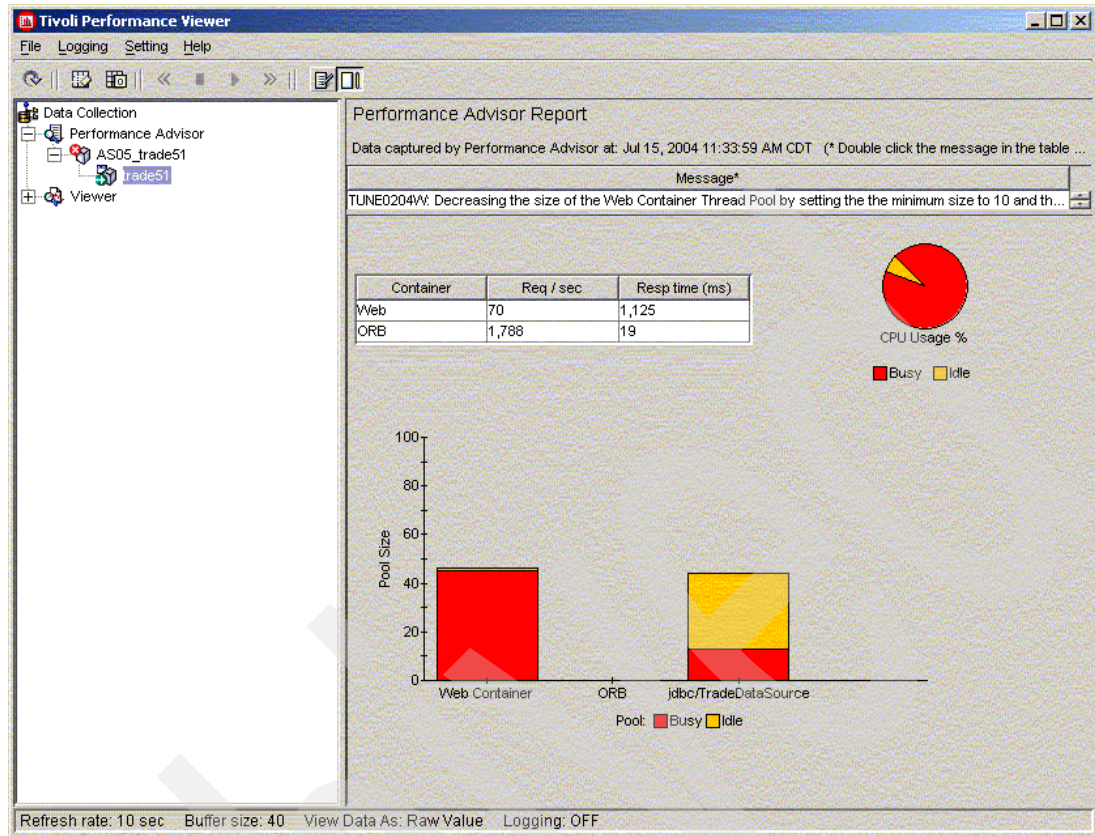 Tivoli Performance Viewer
File Logging Setting Help
Data Collection
Performance Advisor
AS05_trade51
trade51
Viewer
Performance Advisor Report
Data captured by Performance Advisor at: Jul 15, 2004 11:33:59 AM CDT (* Double click the message in the table ...
Message*
TUNE0204W: Decreasing the size of the Web Container Thread Pool by setting the the minimum size to 10 and th...
Container Req / sec Resp time (ms)
Web 70 1,125
ORB 1,788 19
CPU Usage %
Busy Idle
100
80
60
40
20
0
Pool Size
Web Container ORB jdbc/TradeDataSource
Pool: Busy Idle
Refresh rate: 10 sec Buffer size: 40 View Data As: Raw Value Logging: OFF